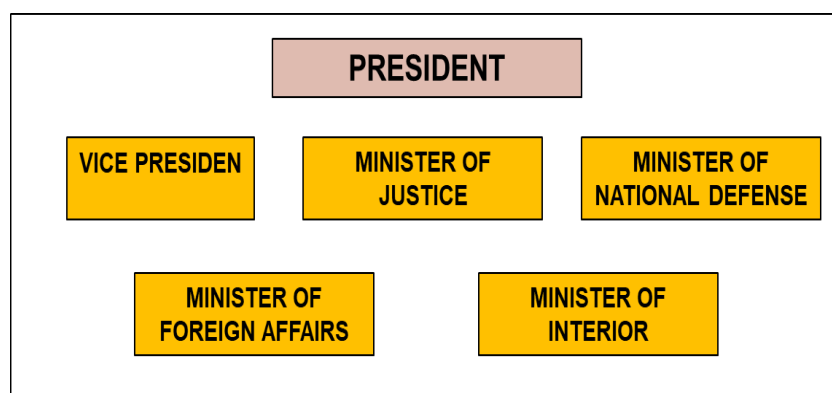 PRESIDENT
VICE PRESIDEN
MINISTER OF
JUSTICE
MINISTER OF
NATIONAL DEFENSE
MINISTER OF
FOREIGN AFFAIRS
MINISTER OF
INTERIOR